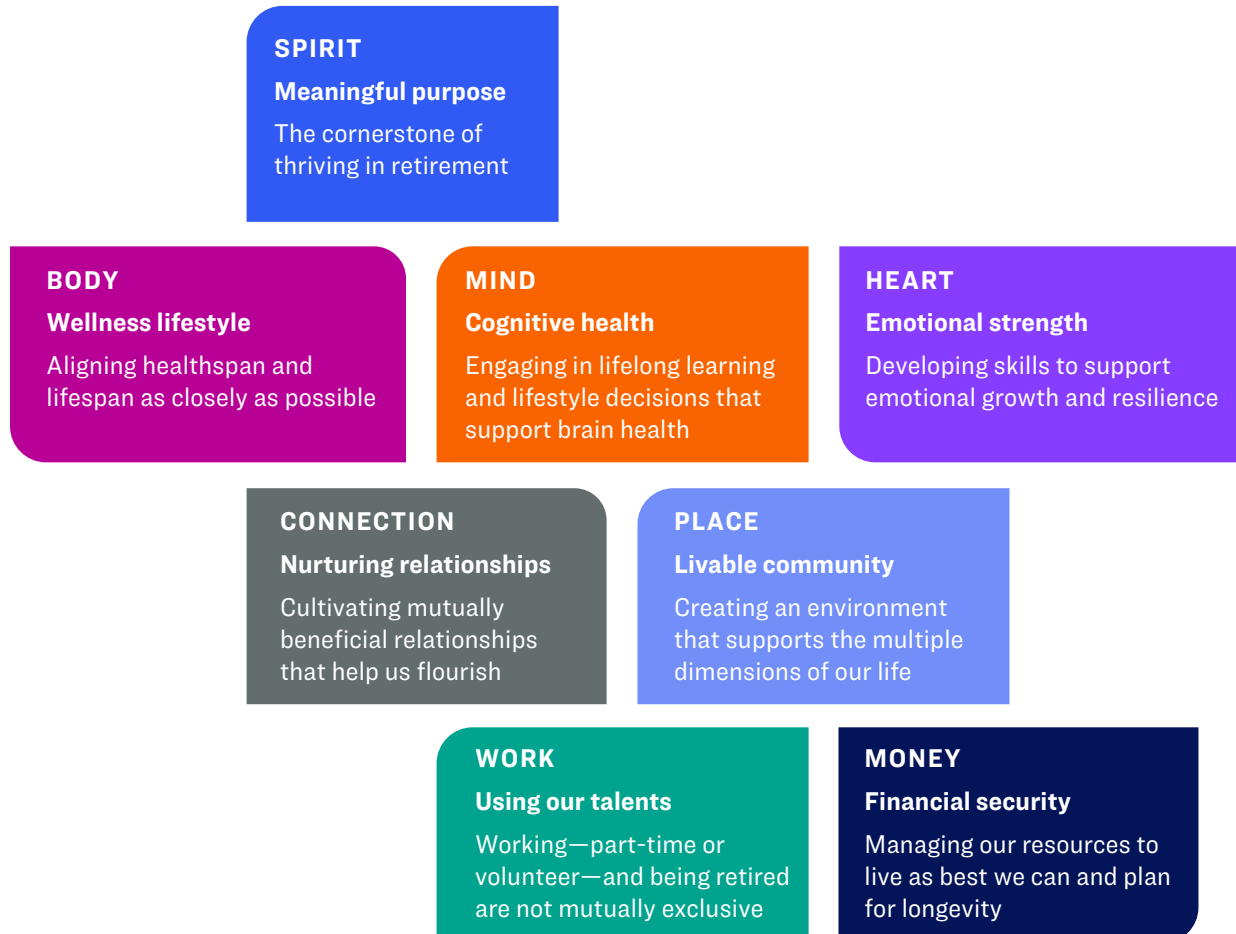 SPIRIT
Meaningful purpose
The cornerstone of
thriving in retirement
BODY
Wellness lifestyle
Aligning healthspan and
lifespan as closely as possible
MIND
Cognitive health
Engaging in lifelong learning
and lifestyle decisions that
support brain health
HEART
Emotional strength
Developing skills to support
emotional growth and resilience
CONNECTION
Nurturing relationships
Cultivating mutually
beneficial relationships
that help us flourish
PLACE
Livable community
Creating an environment
that supports the multiple
dimensions of our life
WORK
Using our talents
Working—part-time or
volunteer—and being retired
are not mutually exclusive
MONEY
Financial security
Managing our resources to
live as best we can and plan
for longevity